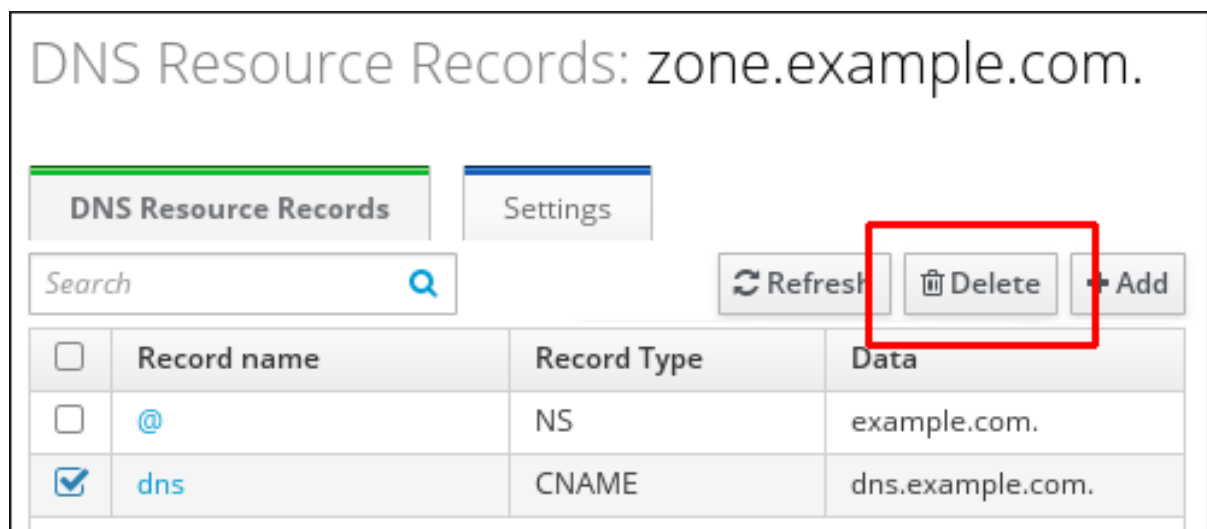 DNS Resource Records: zone.example.com.
DNS Resource Records Settings
Search Refresh Delete Add
Record name Record Type Data
@ NS example.com.
dns CNAME dns.example.com.